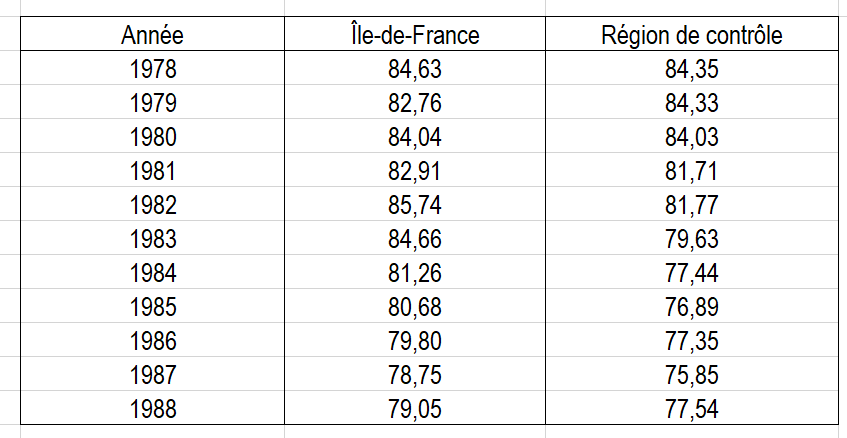 Année Île-de-France Région de contrôle
1978 84,63 84,35
1979 82,76 84,33
1980 84,04 84,03
1981 82,91 81,71
1982 85,74 81,77
1983 84,66 79,63
1984 81,26 77,44
1985 80,68 76,89
1986 79,80 77,35
1987 78,75 75,85
1988 79,05 77,54